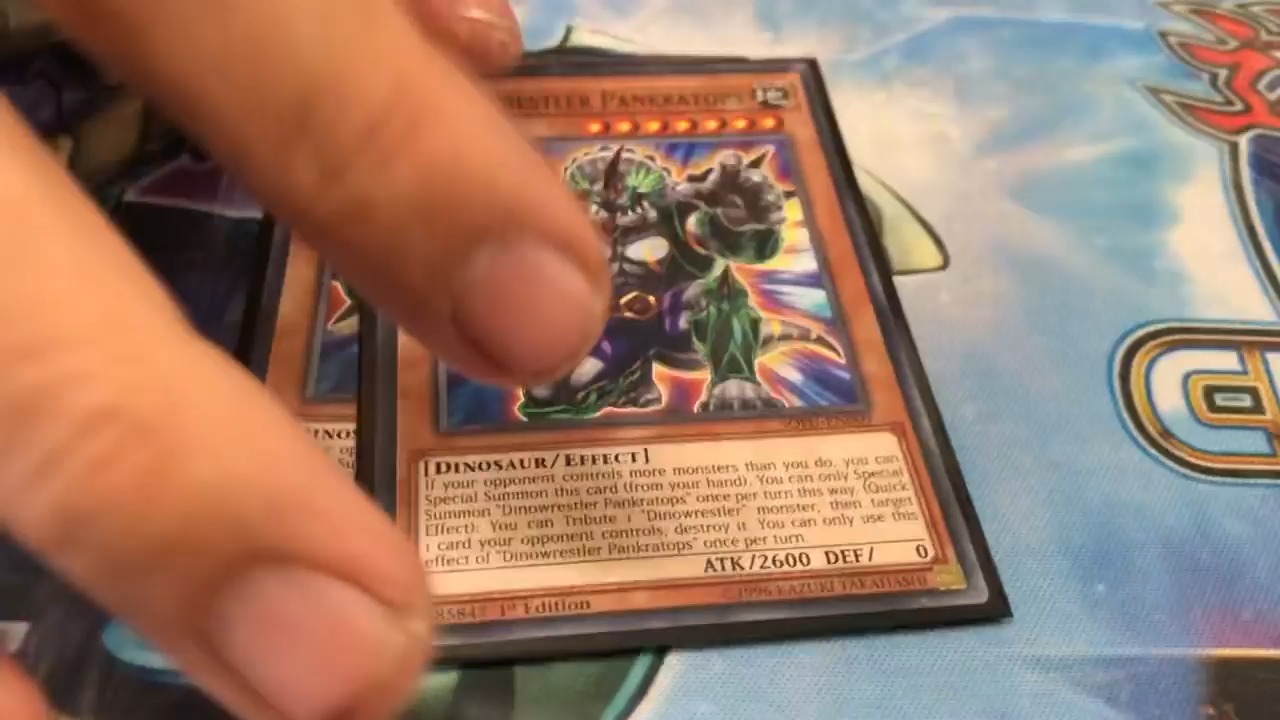 ESTLER PANKRATOPS
[DINOSAUR/EFFECT]
If your opponent controls more monsters than you do, you can
Special Summon this card (from your hand). You can only Special
Summon "Dinowrestler Pankratops" once per turn this way. (Quick
Effect): You can Tribute 1 "Dinowrestler" monster, then target
1 card your opponent controls, destroy it. You can only use this
effect of "Dinowrestler Pankratops" once per turn.
ATK/2600 DEF/ 0
1st Edition
©1996 KAZUKI TAKAHASHI
INOS